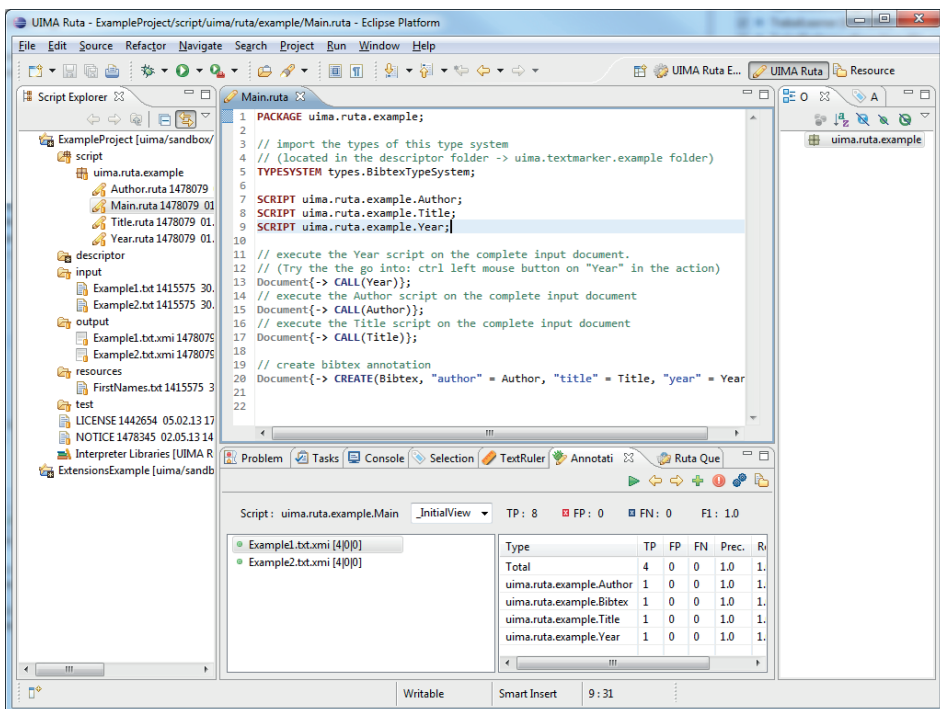 UIMA Ruta - ExampleProject/script/uima/ruta/example/Main.ruta - Eclipse Platform
File Edit Source Refactor Navigate Search Project Run Window Help
UIMA Ruta E... UIMA Ruta Resource
Script Explorer
ExampleProject [uima/sandbox/
script
uima.ruta.example
Author.ruta 1478079
Main.ruta 1478079 01
Title.ruta 1478079 01.
Year.ruta 1478079 01.
descriptor
input
Example1.txt 1415575 30.
Example2.txt 1415575 30.
output
Example1.txt.xmi 1478079
Example2.txt.xmi 1478079
resources
FirstNames.txt 1415575 3
test
LICENSE 1442654 05.02.13 17
NOTICE 1478345 02.05.13 14
Interpreter Libraries [UIMA R
ExtensionsExample [uima/sandb
Main.ruta
1 PACKAGE uima.ruta.example;
2
3 // import the types of this type system
4 // (located in the descriptor folder -> uima.textmarker.example folder)
5 TYPESYSTEM types.BibtexTypeSystem;
6
7 SCRIPT uima.ruta.example.Author;
8 SCRIPT uima.ruta.example.Title;
9 SCRIPT uima.ruta.example.Year;
10
11 // execute the Year script on the complete input document.
12 // (Try the the go into: ctrl left mouse button on "Year" in the action)
13 Document{-> CALL(Year)};
14 // execute the Author script on the complete input document
15 Document{-> CALL(Author)};
16 // execute the Title script on the complete input document
17 Document{-> CALL(Title)};
18
19 // create bibtex annotation
20 Document{-> CREATE(Bibtex, "author" = Author, "title" = Title, "year" = Year
21
22
O A
uima.ruta.example
Problem Tasks Console Selection TextRuler Annotati Ruta Que
Script : uima.ruta.example.Main _InitialView TP : 8 FP : 0 FN : 0 F1 : 1.0
Example1.txt.xmi [4|0|0]
Example2.txt.xmi [4|0|0]
Type TP FP FN Prec. Re
Total 4 0 0 1.0 1.
uima.ruta.example.Author 1 0 0 1.0 1.
uima.ruta.example.Bibtex 1 0 0 1.0 1.
uima.ruta.example.Title 1 0 0 1.0 1.
uima.ruta.example.Year 1 0 0 1.0 1.
Writable Smart Insert 9 : 31